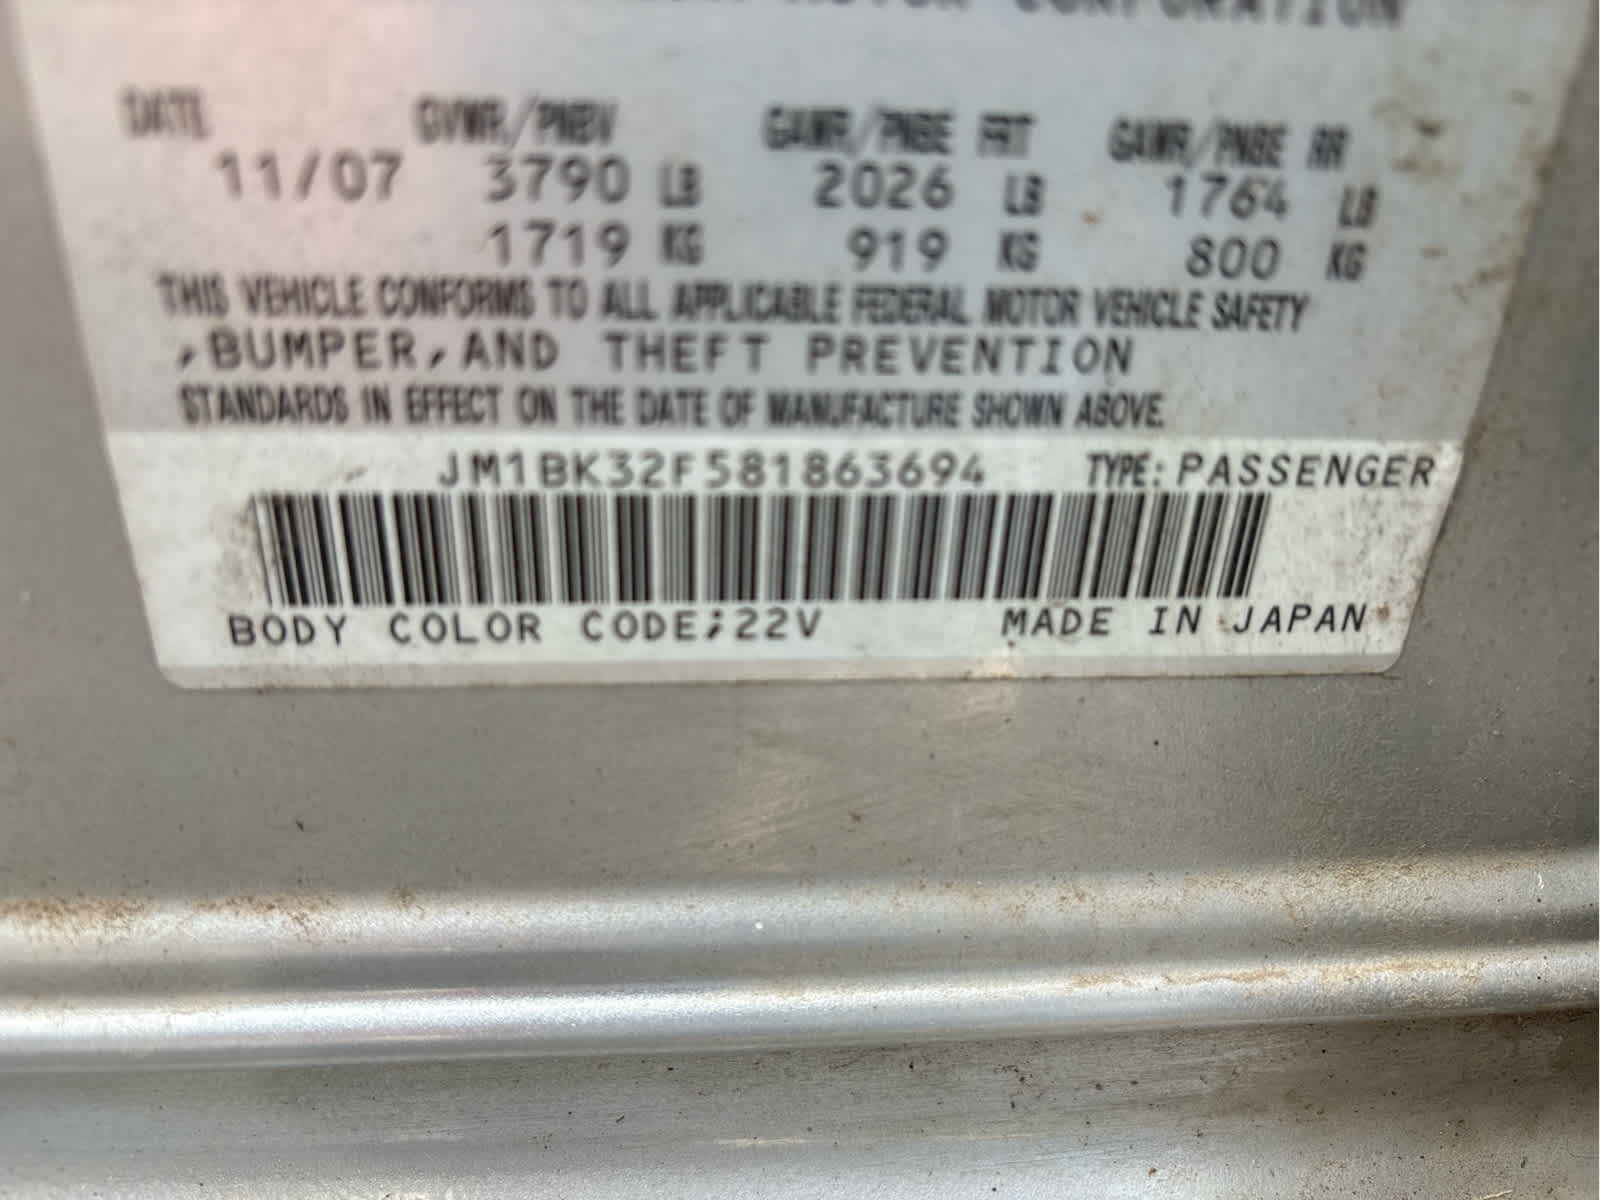 MOTOR CORPORATION
DATE GVWR/PNBV GAWR/PNBE FRT GAWR/PNBE RR
11/07 3790 LB 2026 LB 1764 LB
1719 KG 919 KG 800 KG
THIS VEHICLE CONFORMS TO ALL APPLICABLE FEDERAL MOTOR VEHICLE SAFETY
,BUMPER,AND THEFT PREVENTION
STANDARDS IN EFFECT ON THE DATE OF MANUFACTURE SHOWN ABOVE.
JM1BK32F581863694 TYPE: PASSENGER
BODY COLOR CODE;22V MADE IN JAPAN